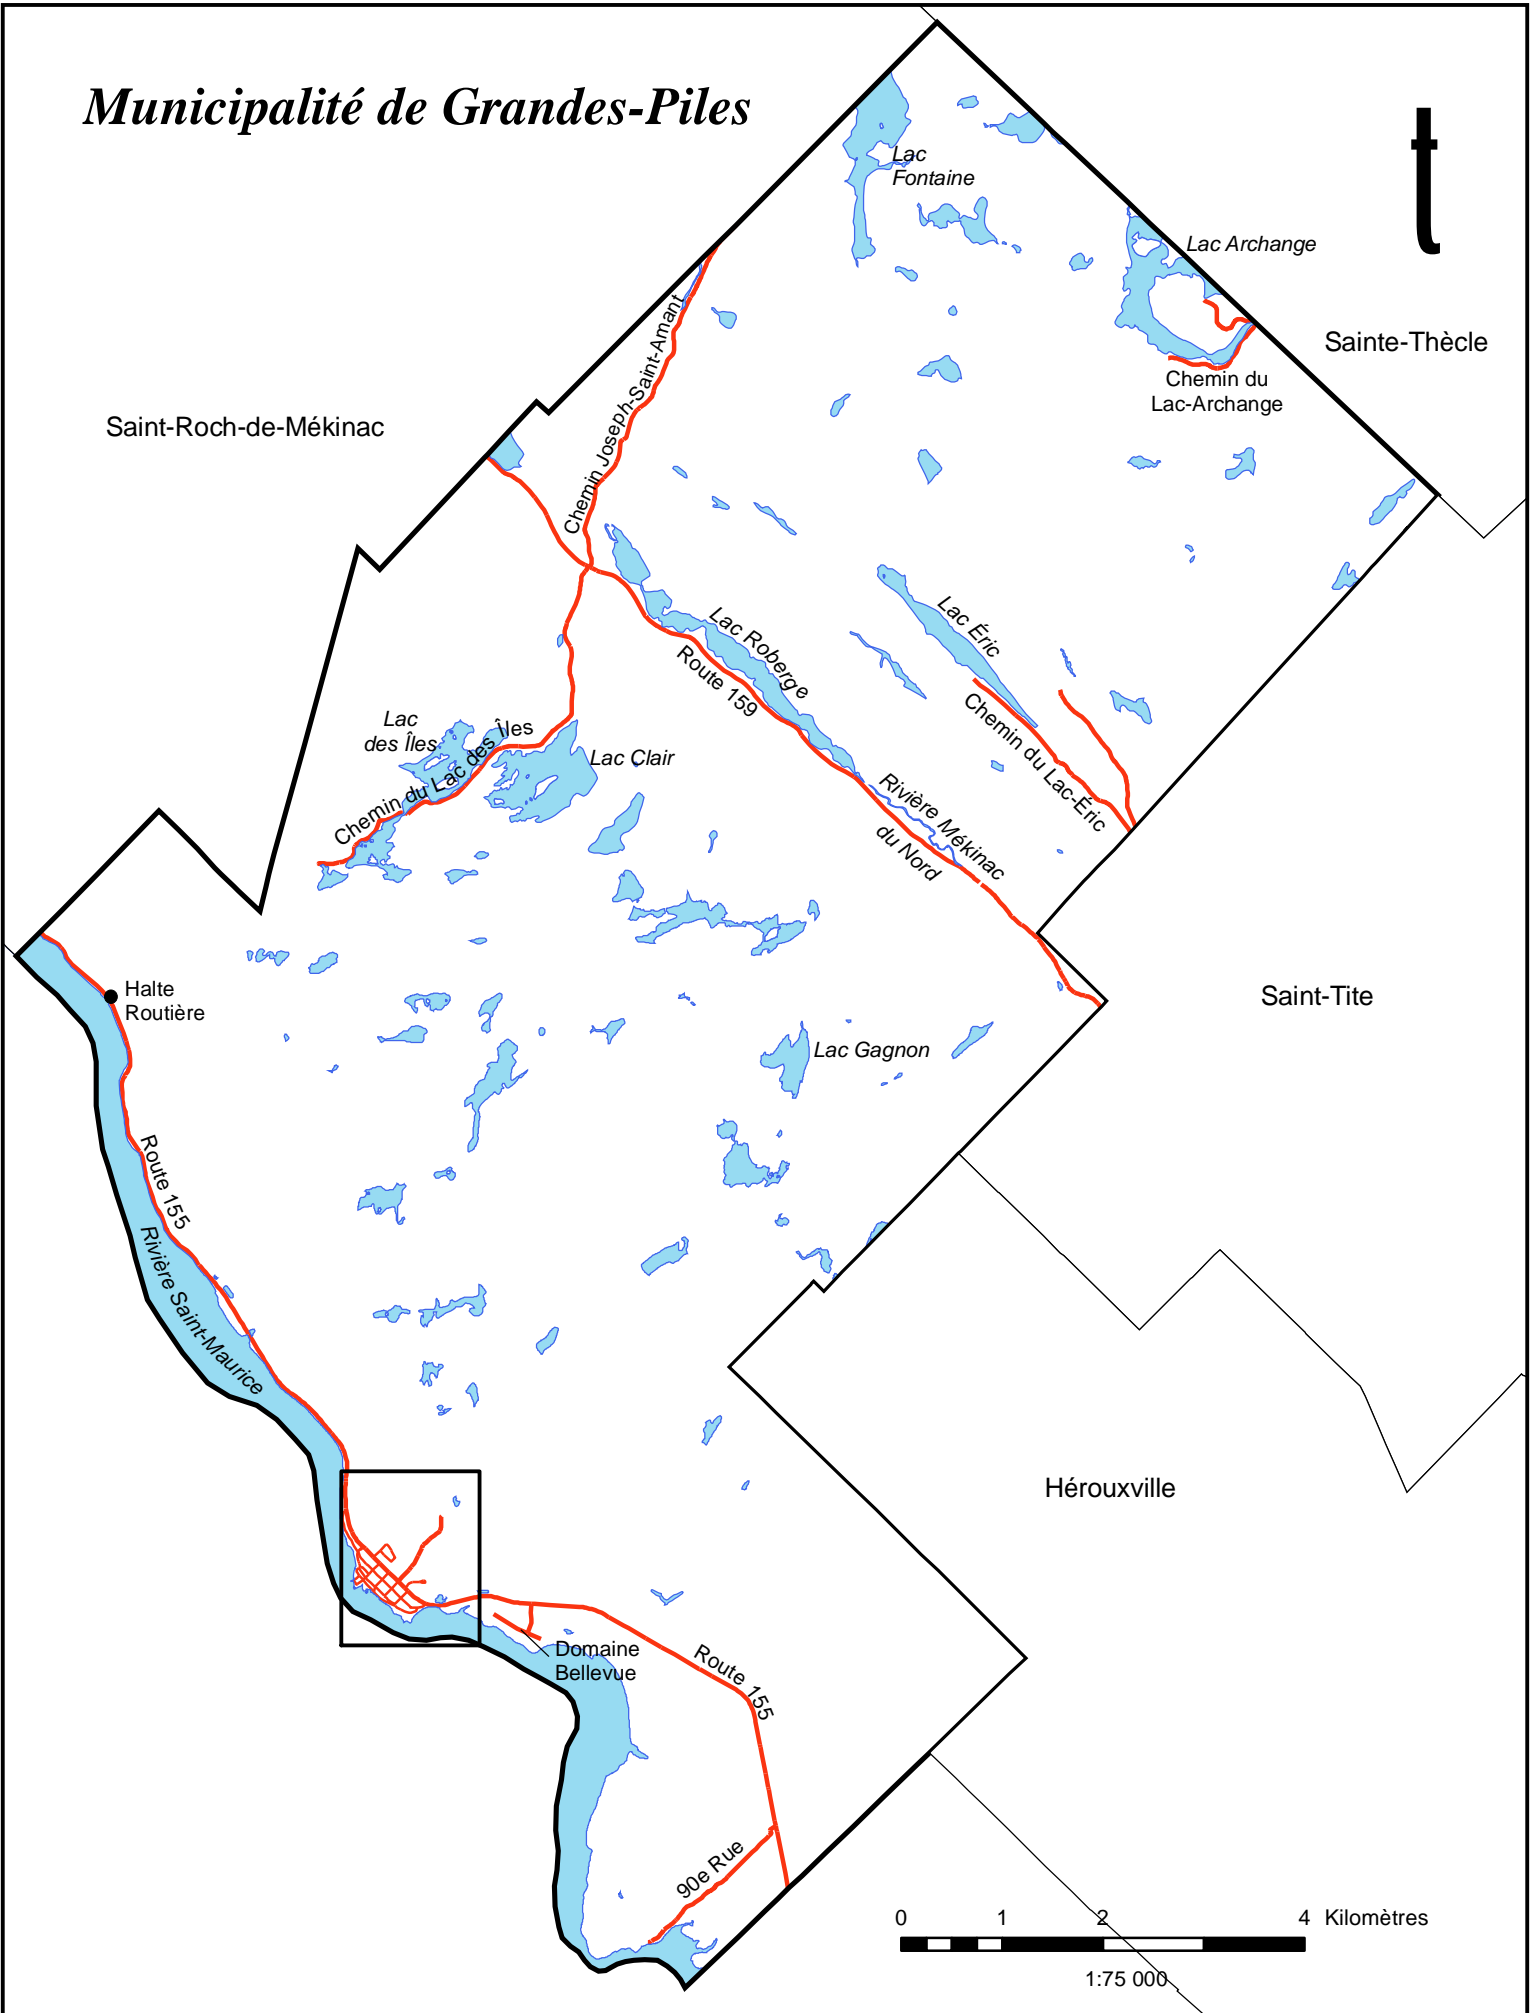 Municipalité de Grandes-Piles
t
Lac
Fontaine
Lac Archange
Sainte-Thècle
Chemin du
Lac-Archange
Saint-Roch-de-Mékinac
Chemin Joseph-Saint-Amant
Lac Éric
Lac Roberge
Route 159
Chemin du Lac-Éric
Lac
des Îles
Chemin du Lac des Îles
Lac Clair
Rivière Mékinac
du Nord
Halte
Routière
Saint-Tite
Lac Gagnon
Route 155
Rivière Saint-Maurice
Hérouxville
Domaine
Bellevue
Route 155
90e Rue
0 1 2 4 Kilomètres
1:75 000